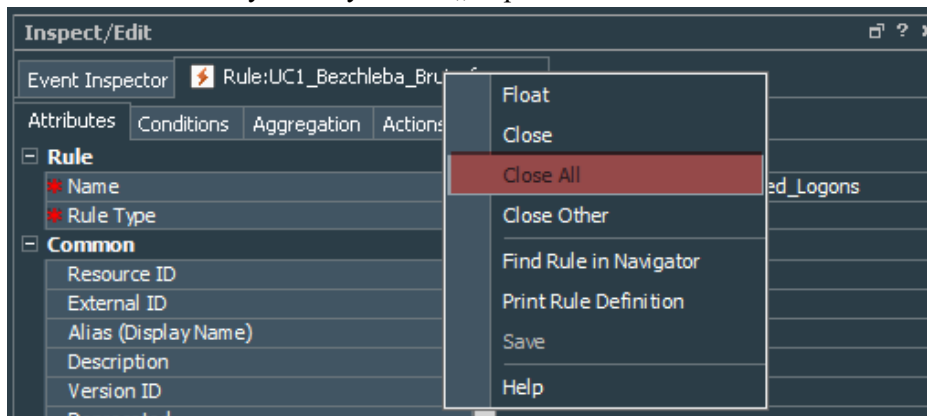 Inspect/Edit
Event Inspector Rule:UC1_Bezchleba_Brute
Attributes Conditions Aggregation Actions
Rule
Name ed_Logons
Rule Type
Common
Resource ID
External ID
Alias (Display Name)
Description
Version ID
Float
Close
Close All
Close Other
Find Rule in Navigator
Print Rule Definition
Save
Help